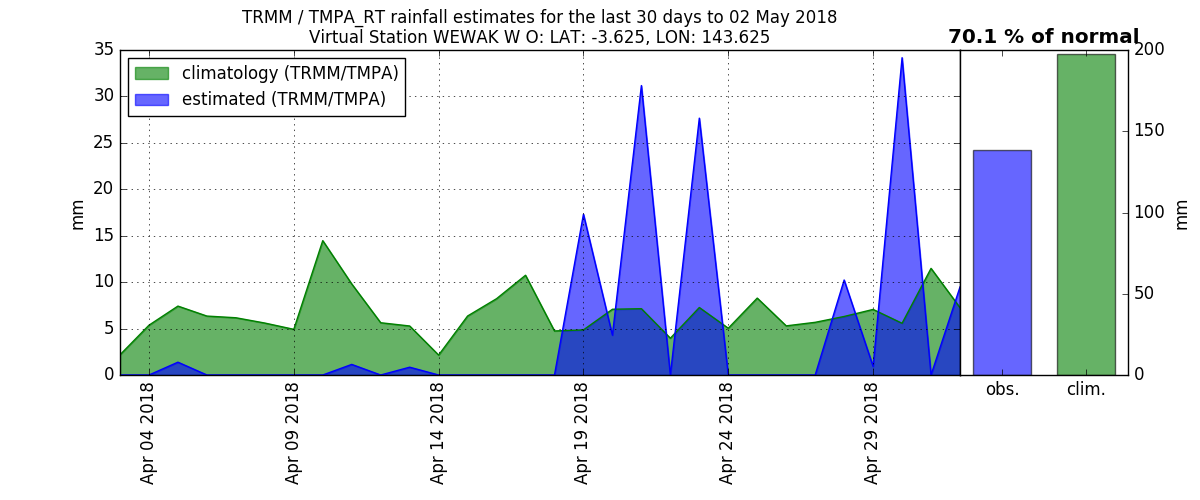 TRMM / TMPA_RT rainfall estimates for the last 30 days to 02 May 2018
Virtual Station WEWAK W O: LAT: -3.625, LON: 143.625
70.1 % of normal
climatology (TRMM/TMPA)
estimated (TRMM/TMPA)
35
30
25
20
15
10
5
0
mm
Apr 04 2018
Apr 09 2018
Apr 14 2018
Apr 19 2018
Apr 24 2018
Apr 29 2018
obs.
clim.
200
150
100
50
0
mm